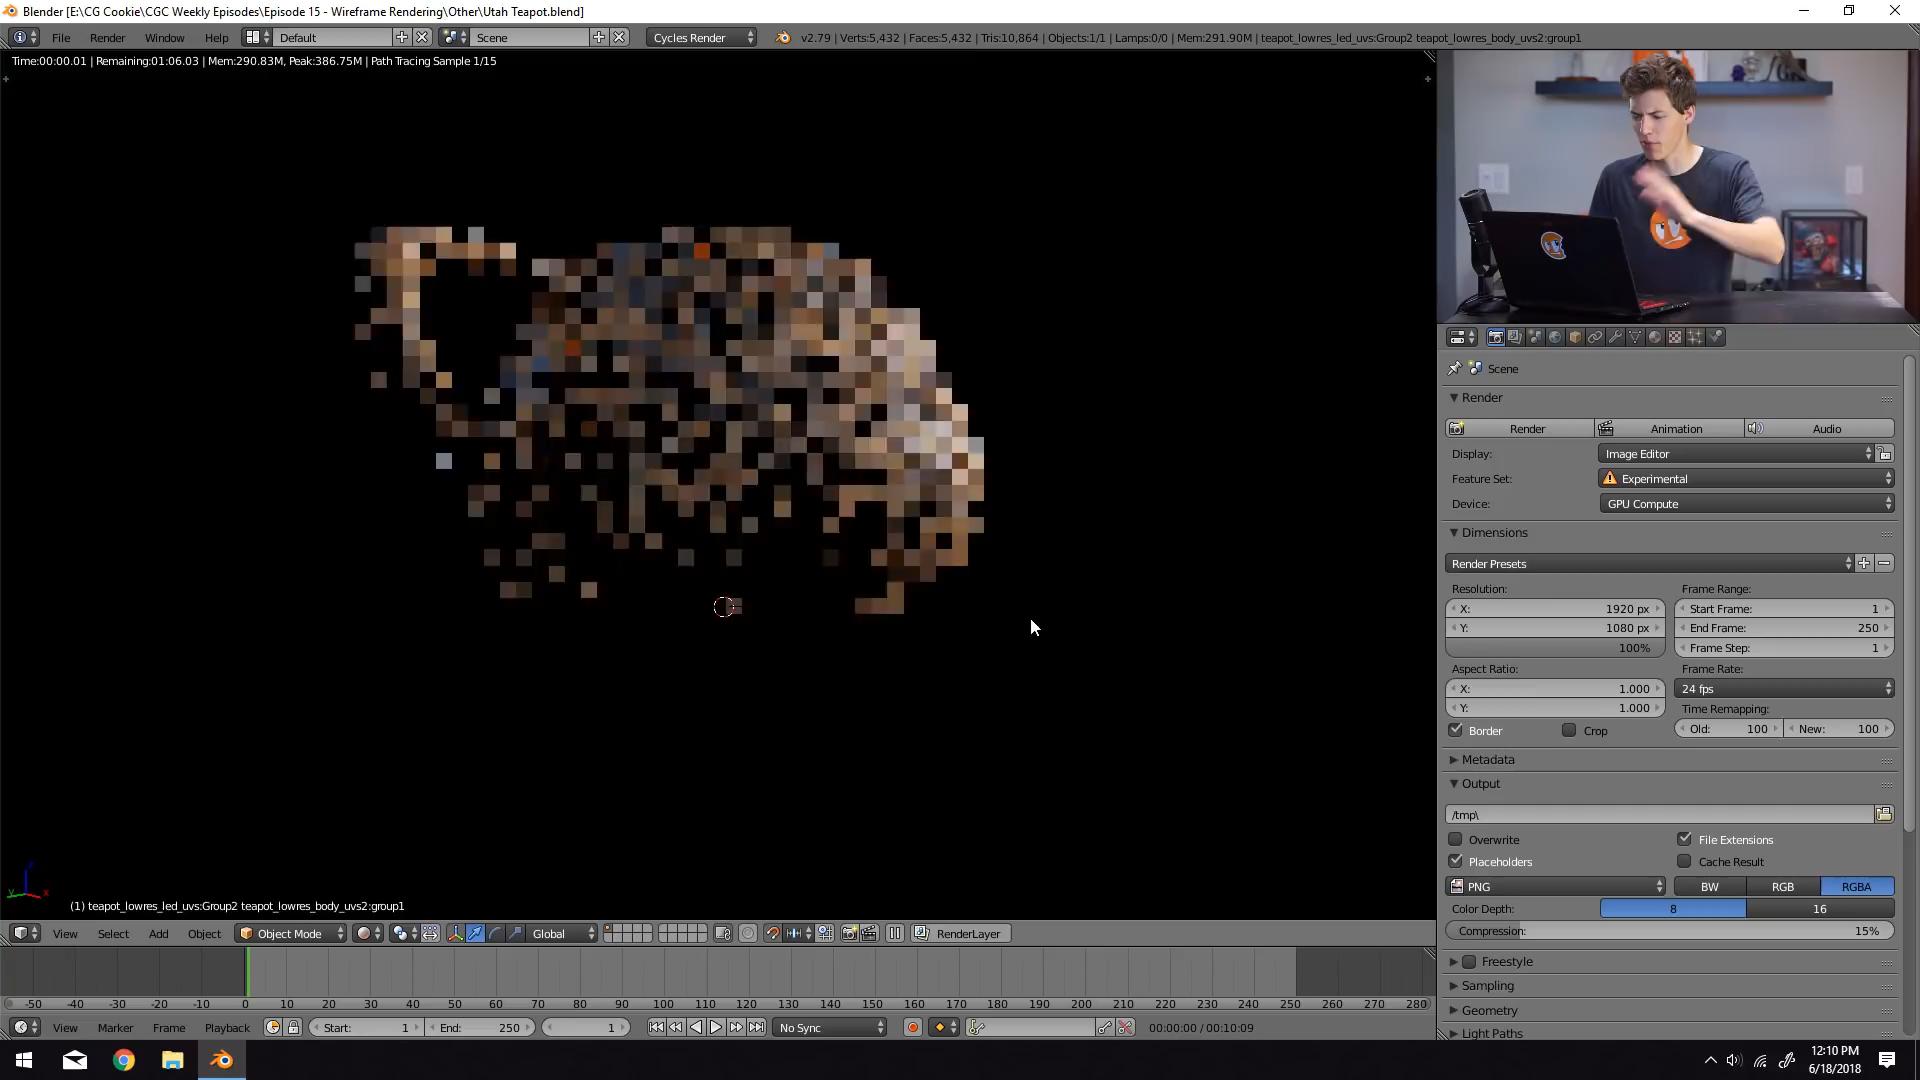 Blender [E:\CG Cookie\CGC Weekly Episodes\Episode 15 - Wireframe Rendering\Other\Utah Teapot.blend]
File Render Window Help Default Scene Cycles Render v2.79 | Verts:5,432 | Faces:5,432 | Tris:10,864 | Objects:1/1 | Lamps:0/0 | Mem:291.90M | teapot_lowres_led_uvs:Group2 teapot_lowres_body_uvs2:group1
Time:00:00.01 | Remaining:01:06.03 | Mem:290.83M, Peak:386.75M | Path Tracing Sample 1/15
Scene
Render
Render Animation Audio
Display: Image Editor
Feature Set: Experimental
Device: GPU Compute
Dimensions
Render Presets
Resolution: Frame Range:
X: 1920 px Start Frame: 1
Y: 1080 px End Frame: 250
100% Frame Step: 1
Aspect Ratio: Frame Rate:
X: 1.000 24 fps
Y: 1.000 Time Remapping:
Border Crop Old: 100 New: 100
Metadata
Output
/tmp\
Overwrite File Extensions
Placeholders Cache Result
PNG BW RGB RGBA
Color Depth: 8 16
Compression: 15%
Freestyle
Sampling
Geometry
Light Paths
z
y x
(1) teapot_lowres_led_uvs:Group2 teapot_lowres_body_uvs2:group1
View Select Add Object Object Mode Global RenderLayer
-50 -40 -30 -20 -10 0 10 20 30 40 50 60 70 80 90 100 110 120 130 140 150 160 170 180 190 200 210 220 230 240 250 260 270 280
View Marker Frame Playback Start: 1 End: 250 1 No Sync 00:00:00 / 00:10:09
12:10 PM
6/18/2018